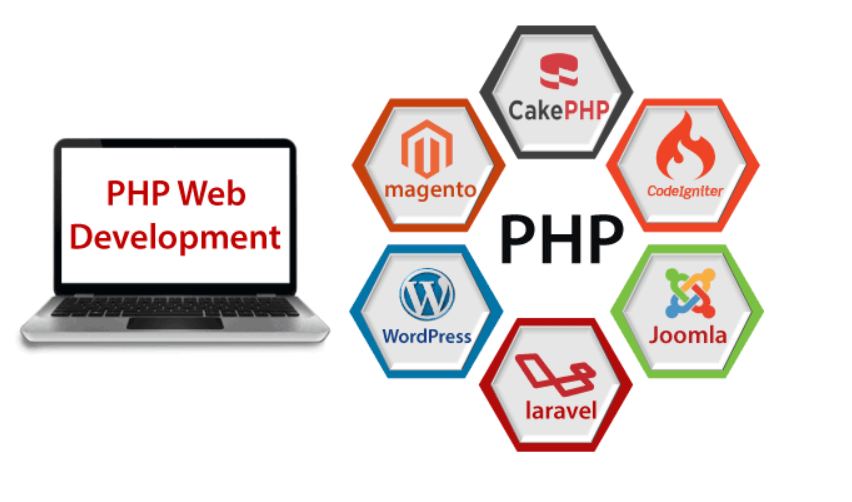 PHP Web
Development
CakePHP
magento
CodeIgniter
PHP
WordPress
Joomla
laravel